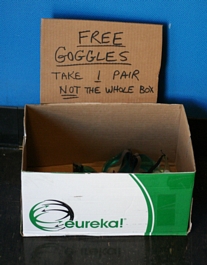 FREE
GOGGLES
TAKE 1 PAIR
NOT THE WHOLE BOX
eureka!